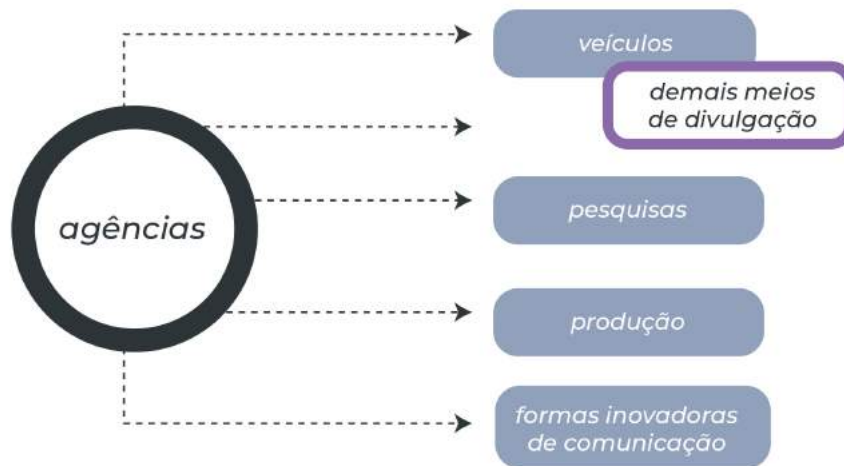 veículos
demais meios
de divulgação
agências
pesquisas
produção
formas inovadoras
de comunicação